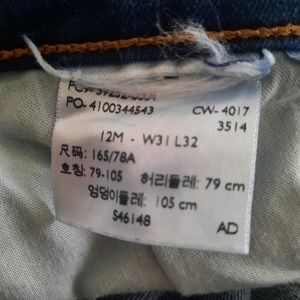 PO- 4100344543 CW- 4017
3514
12M - W31 L32
尺码: 165/78A
호칭: 79-105 허리둘레: 79 cm
엉덩이둘레: 105 cm
S46148 AD